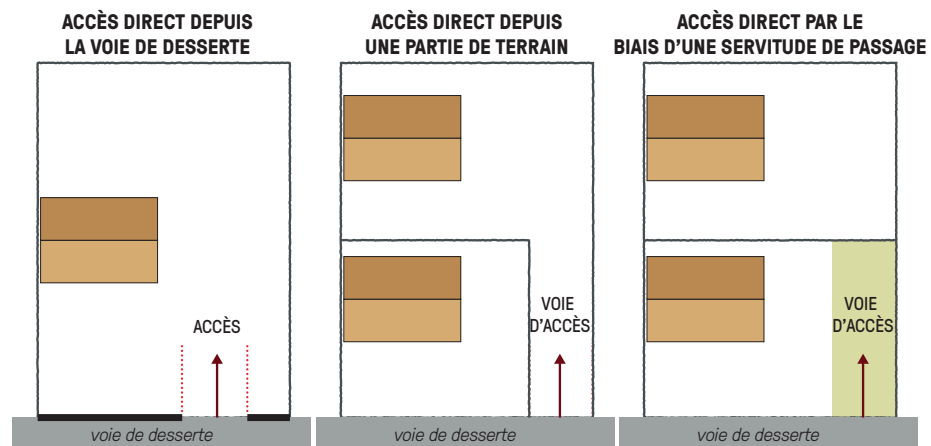 ACCÈS DIRECT DEPUIS
LA VOIE DE DESSERTE
ACCÈS
voie de desserte
ACCÈS DIRECT DEPUIS
UNE PARTIE DE TERRAIN
VOIE
D'ACCÈS
voie de desserte
ACCÈS DIRECT PAR LE
BIAIS D'UNE SERVITUDE DE PASSAGE
VOIE
D'ACCÈS
voie de desserte